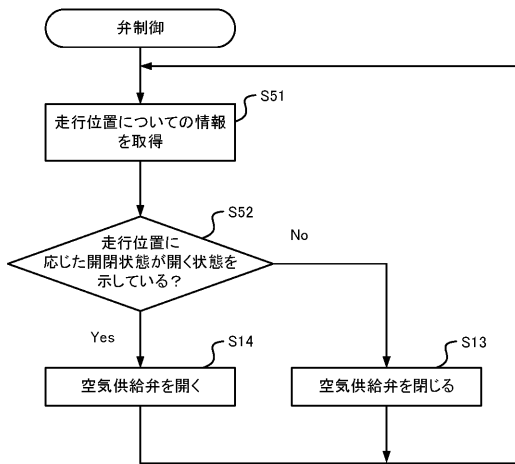 弁制御
S51
走行位置についての情報
を取得
S52
走行位置に
応じた開閉状態が開く状態を
示している？
No
Yes
S14
空気供給弁を開く
S13
空気供給弁を閉じる